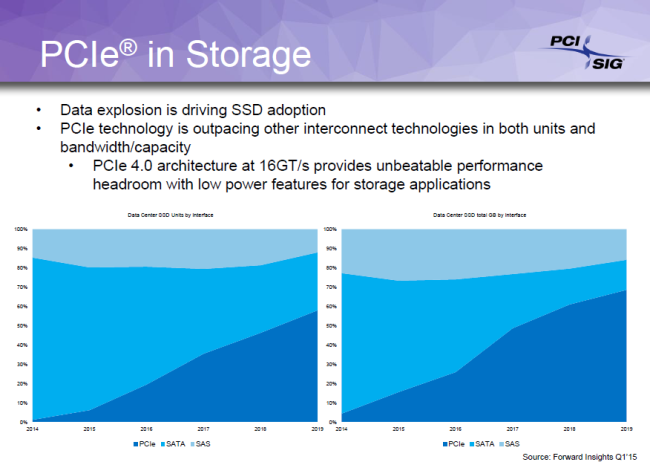 PCIe® in Storage
PCI
SIG
• Data explosion is driving SSD adoption
• PCIe technology is outpacing other interconnect technologies in both units and
bandwidth/capacity
• PCIe 4.0 architecture at 16GT/s provides unbeatable performance
headroom with low power features for storage applications
Data Center SSD Units by Interface
100%
90%
80%
70%
60%
50%
40%
30%
20%
10%
0%
2014 2015 2016 2017 2018 2019
PCIe SATA SAS
Data Center SSD total GB by Interface
100%
90%
80%
70%
60%
50%
40%
30%
20%
10%
0%
2014 2015 2016 2017 2018 2019
PCIe SATA SAS
Source: Forward Insights Q1'15